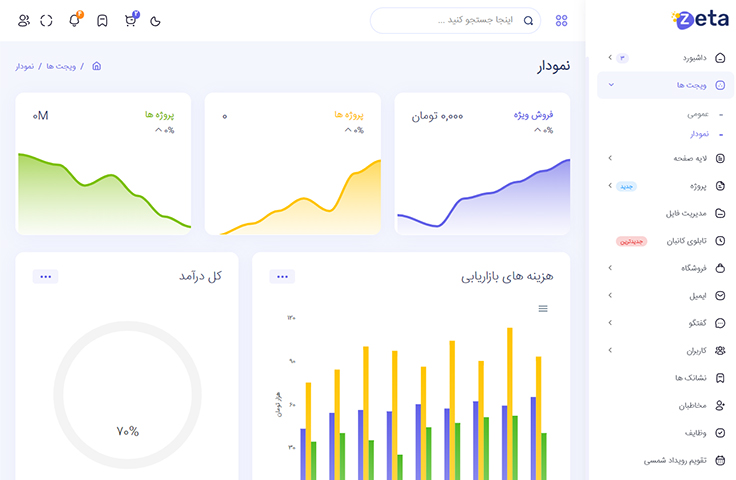 zeta
اینجا جستجو کنید ...
۲
۴
داشبورد
۳
ویجت ها
عمومی
نمودار
لایه صفحه
پروژه
جدید
مدیریت فایل
تابلوی کانبان
جدیدترین
فروشگاه
ایمیل
گفتگو
کاربران
نشانک ها
مخاطبان
وظایف
تقویم رویداد شمسی
نمودار
/ ویجت ها / نمودار
فروش ویژه
۰,۰۰۰ تومان
۰%
پروژه ها
۰
۰%
پروژه ها
۰M
۰%
هزینه های بازاریابی
۱۲۰
۹۰
۶۰
۳۰
هزار تومان
کل درآمد
۷۰%